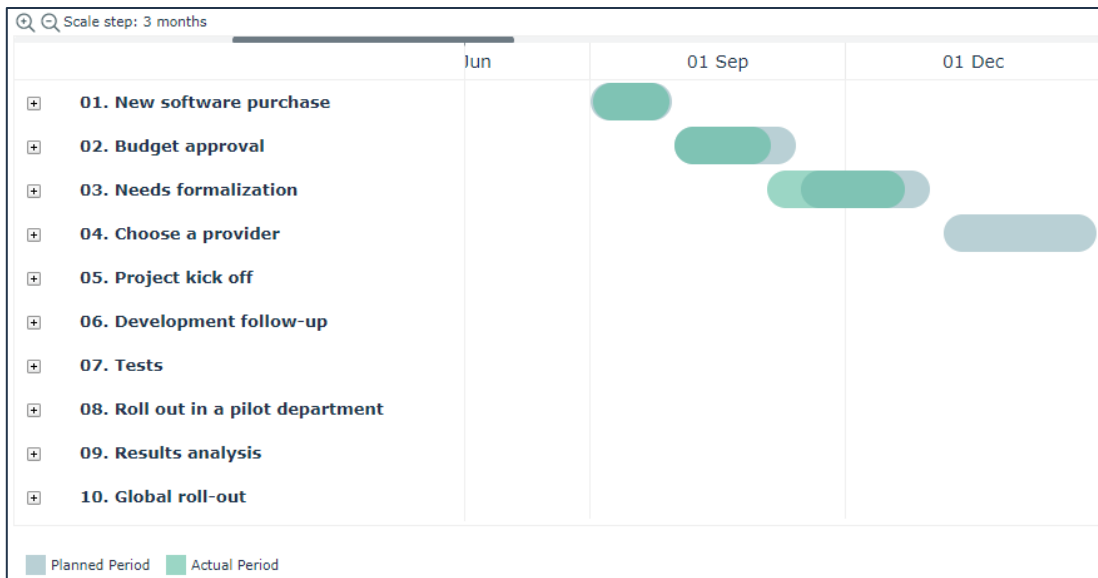 Scale step: 3 months
Jun 01 Sep 01 Dec
01. New software purchase
02. Budget approval
03. Needs formalization
04. Choose a provider
05. Project kick off
06. Development follow-up
07. Tests
08. Roll out in a pilot department
09. Results analysis
10. Global roll-out
Planned Period Actual Period